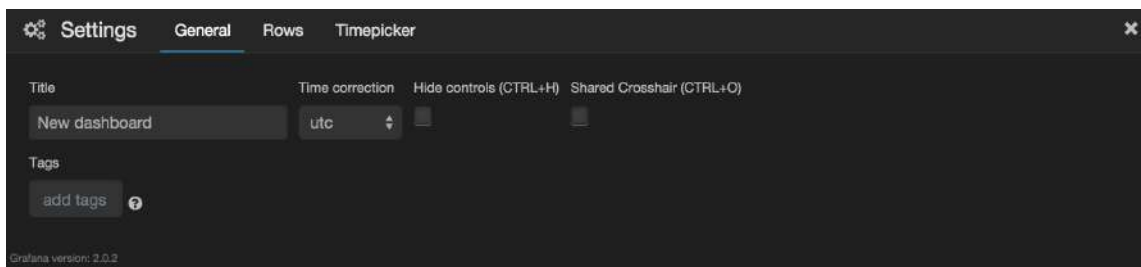 Settings General Rows Timepicker
Title Time correction Hide controls (CTRL+H) Shared Crosshair (CTRL+O)
New dashboard utc
Tags
add tags
Grafana version: 2.0.2